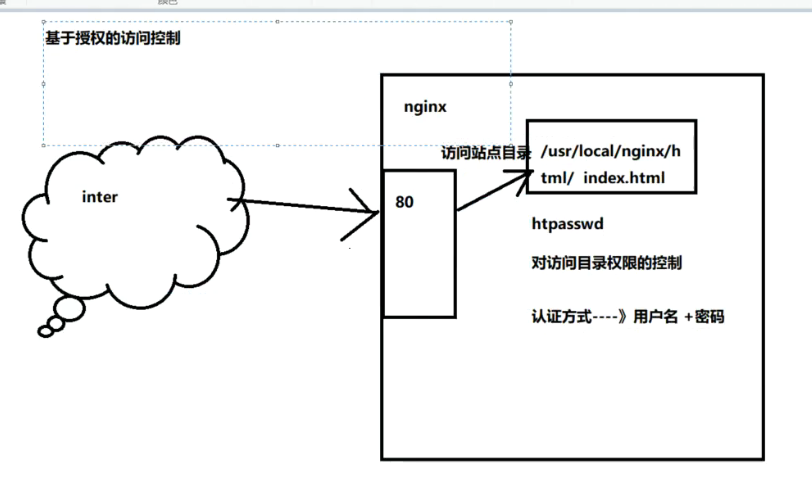 基于授权的访问控制
nginx
访问站点目录
/usr/local/nginx/h
tml/ index.html
inter
80
htpasswd
对访问目录权限的控制
认证方式----》用户名 +密码